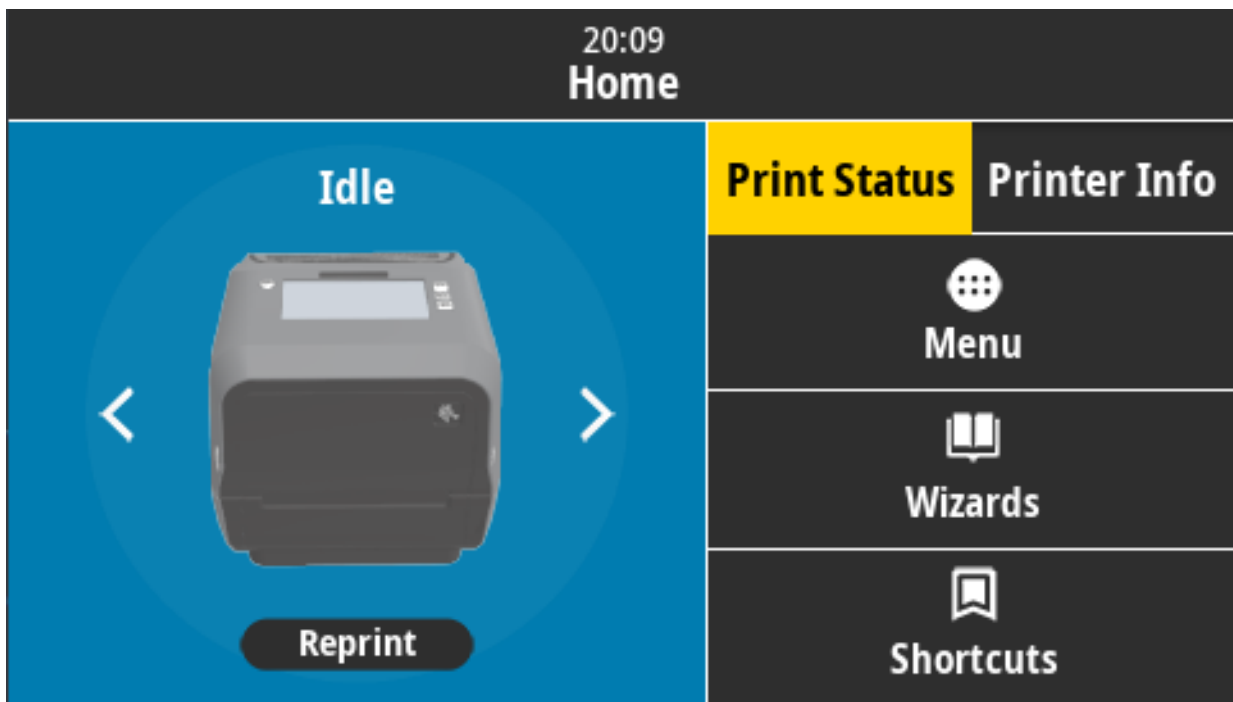 20:09
Home
Idle
Print Status
Printer Info
Menu
Wizards
Shortcuts
Reprint